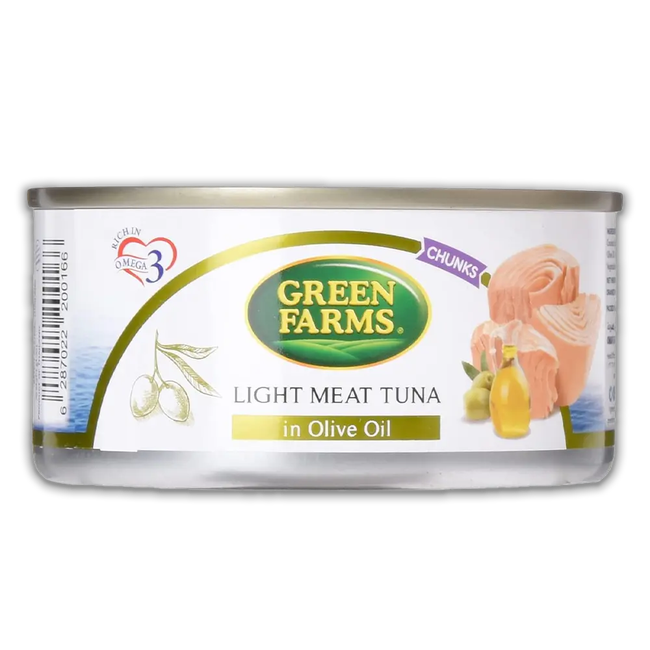 RICH IN
OMEGA 3
CHUNKS
GREEN
FARMS®
LIGHT MEAT TUNA
in Olive Oil
6 287022 200166